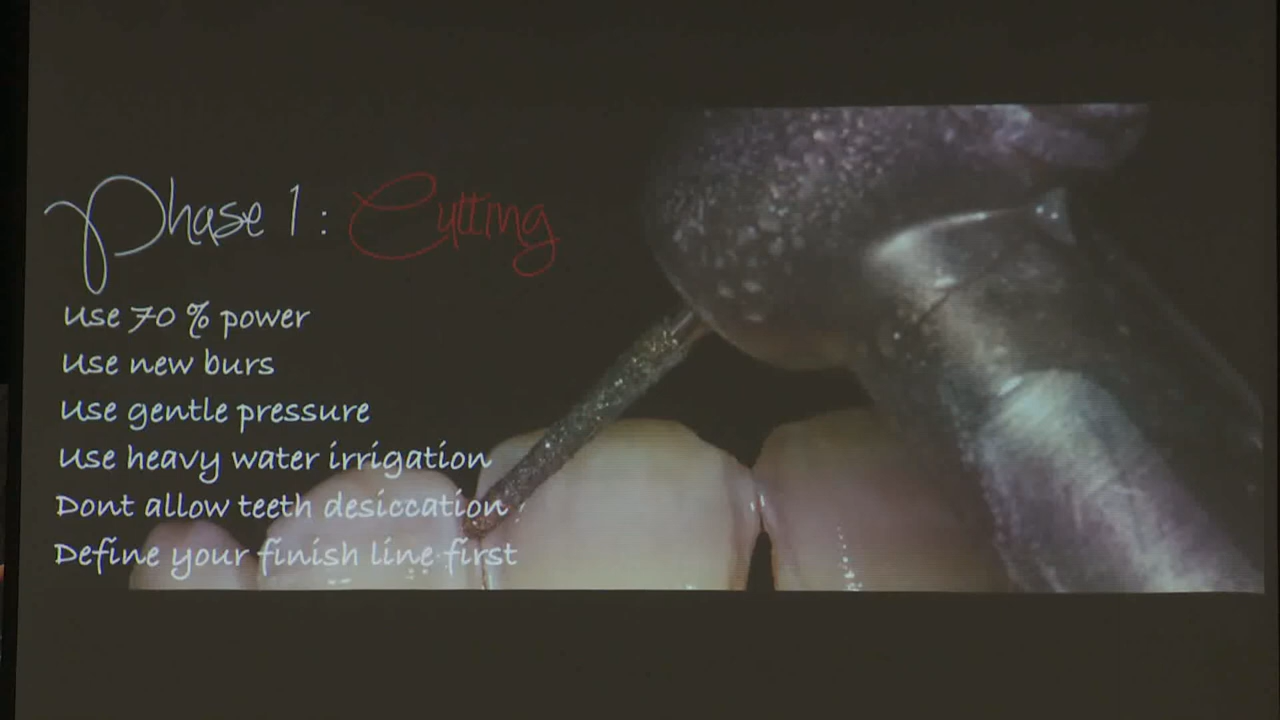 Phase 1 : Cutting
Use 70 % power
Use new burs
Use gentle pressure
Use heavy water irrigation
Dont allow teeth desiccation
Define your finish line first